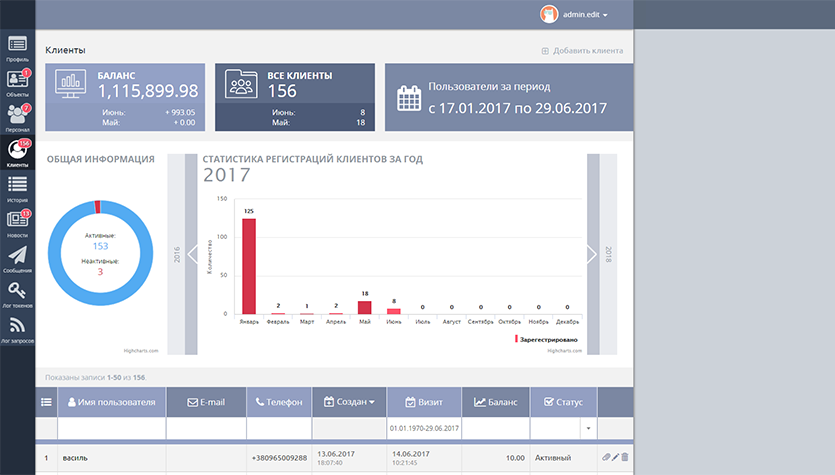 admin.edit
Профиль
1
Объекты
7
Персонал
156
Клиенты
История
13
Новости
Сообщения
Лог токенов
Лог запросов
Клиенты
Добавить клиента
БАЛАНС
1,115,899.98
Июнь: + 993.05
Май: + 0.00
ВСЕ КЛИЕНТЫ
156
Июнь: 8
Май: 18
Пользователи за период
с 17.01.2017 по 29.06.2017
ОБЩАЯ ИНФОРМАЦИЯ
Активные:
153
Неактивные:
3
Highcharts.com
2016
СТАТИСТИКА РЕГИСТРАЦИЙ КЛИЕНТОВ ЗА ГОД
2017
Количество
150
100
50
0
125 2 1 2 18 8 0 0 0 0 0 0
Январь Февраль Март Апрель Май Июнь Июль Август Сентябрь Октябрь Ноябрь Декабрь
Зарегестрировано
Highcharts.com
2018
Показаны записи 1-50 из 156.
Имя пользователя E-mail Телефон Создан Визит Баланс Статус
01.01.1970-29.06.2017
1 василь +380965009288 13.06.2017 14.06.2017 10.00 Активный
18:07:40 10:21:45